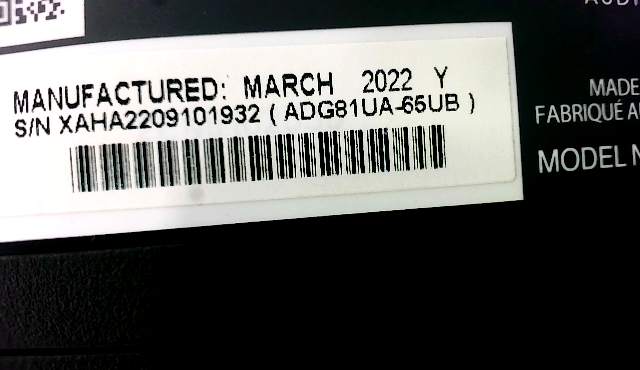 MANUFACTURED: MARCH 2022 Y
S/N XAHA2209101932 ( ADG81UA-65UB )
MADE
FABRIQUÉ
MODEL